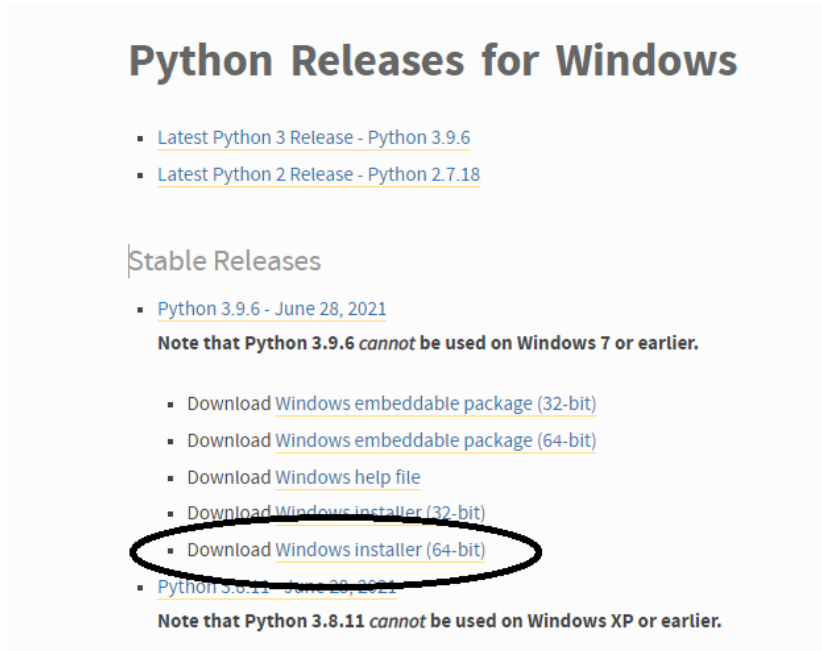 Python Releases for Windows
Latest Python 3 Release - Python 3.9.6
Latest Python 2 Release - Python 2.7.18
Stable Releases
Python 3.9.6 - June 28, 2021
Note that Python 3.9.6 cannot be used on Windows 7 or earlier.
Download Windows embeddable package (32-bit)
Download Windows embeddable package (64-bit)
Download Windows help file
Download Windows installer (32-bit)
Download Windows installer (64-bit)
Python 3.8.11 - June 28, 2021
Note that Python 3.8.11 cannot be used on Windows XP or earlier.